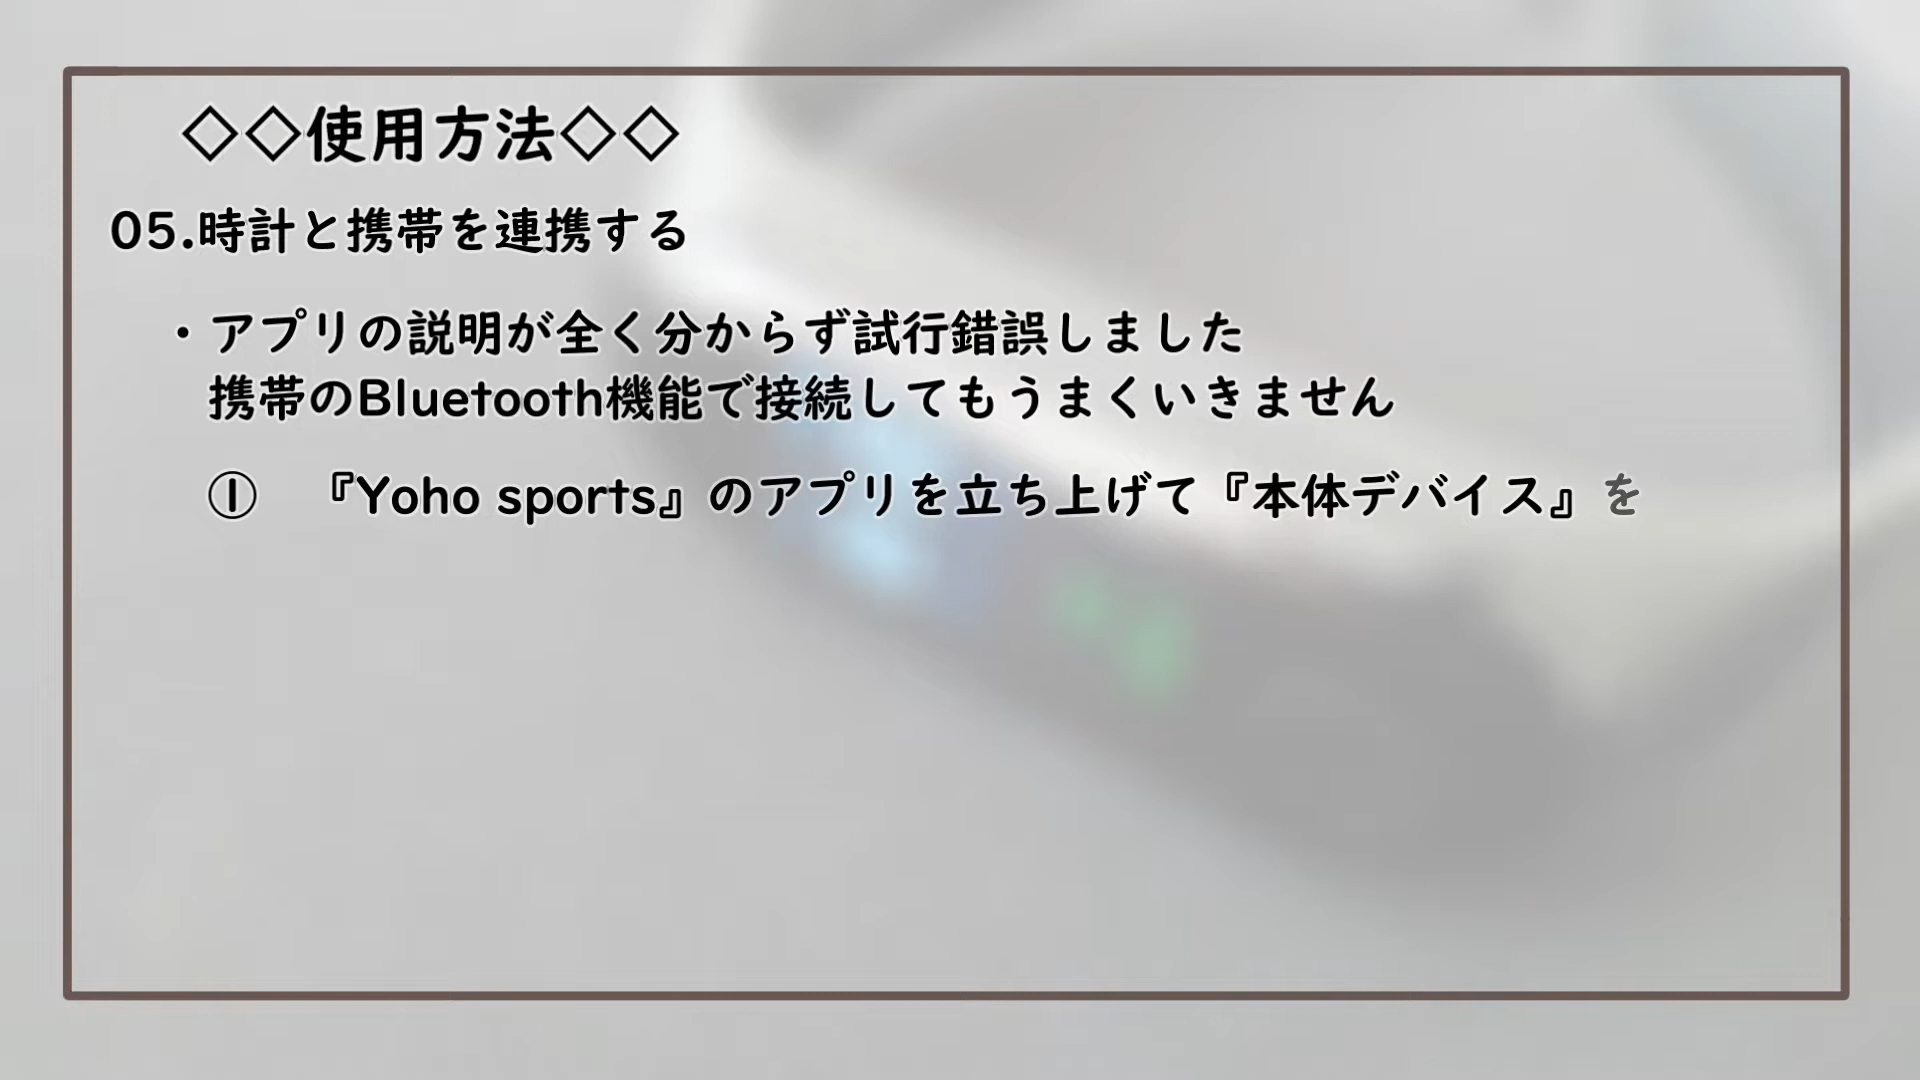 ◇◇使用方法◇◇
05.時計と携帯を連携する
・アプリの説明が全く分からず試行錯誤しました
携帯のBluetooth機能で接続してもうまくいきません
① 『Yoho sports』のアプリを立ち上げて『本体デバイス』を